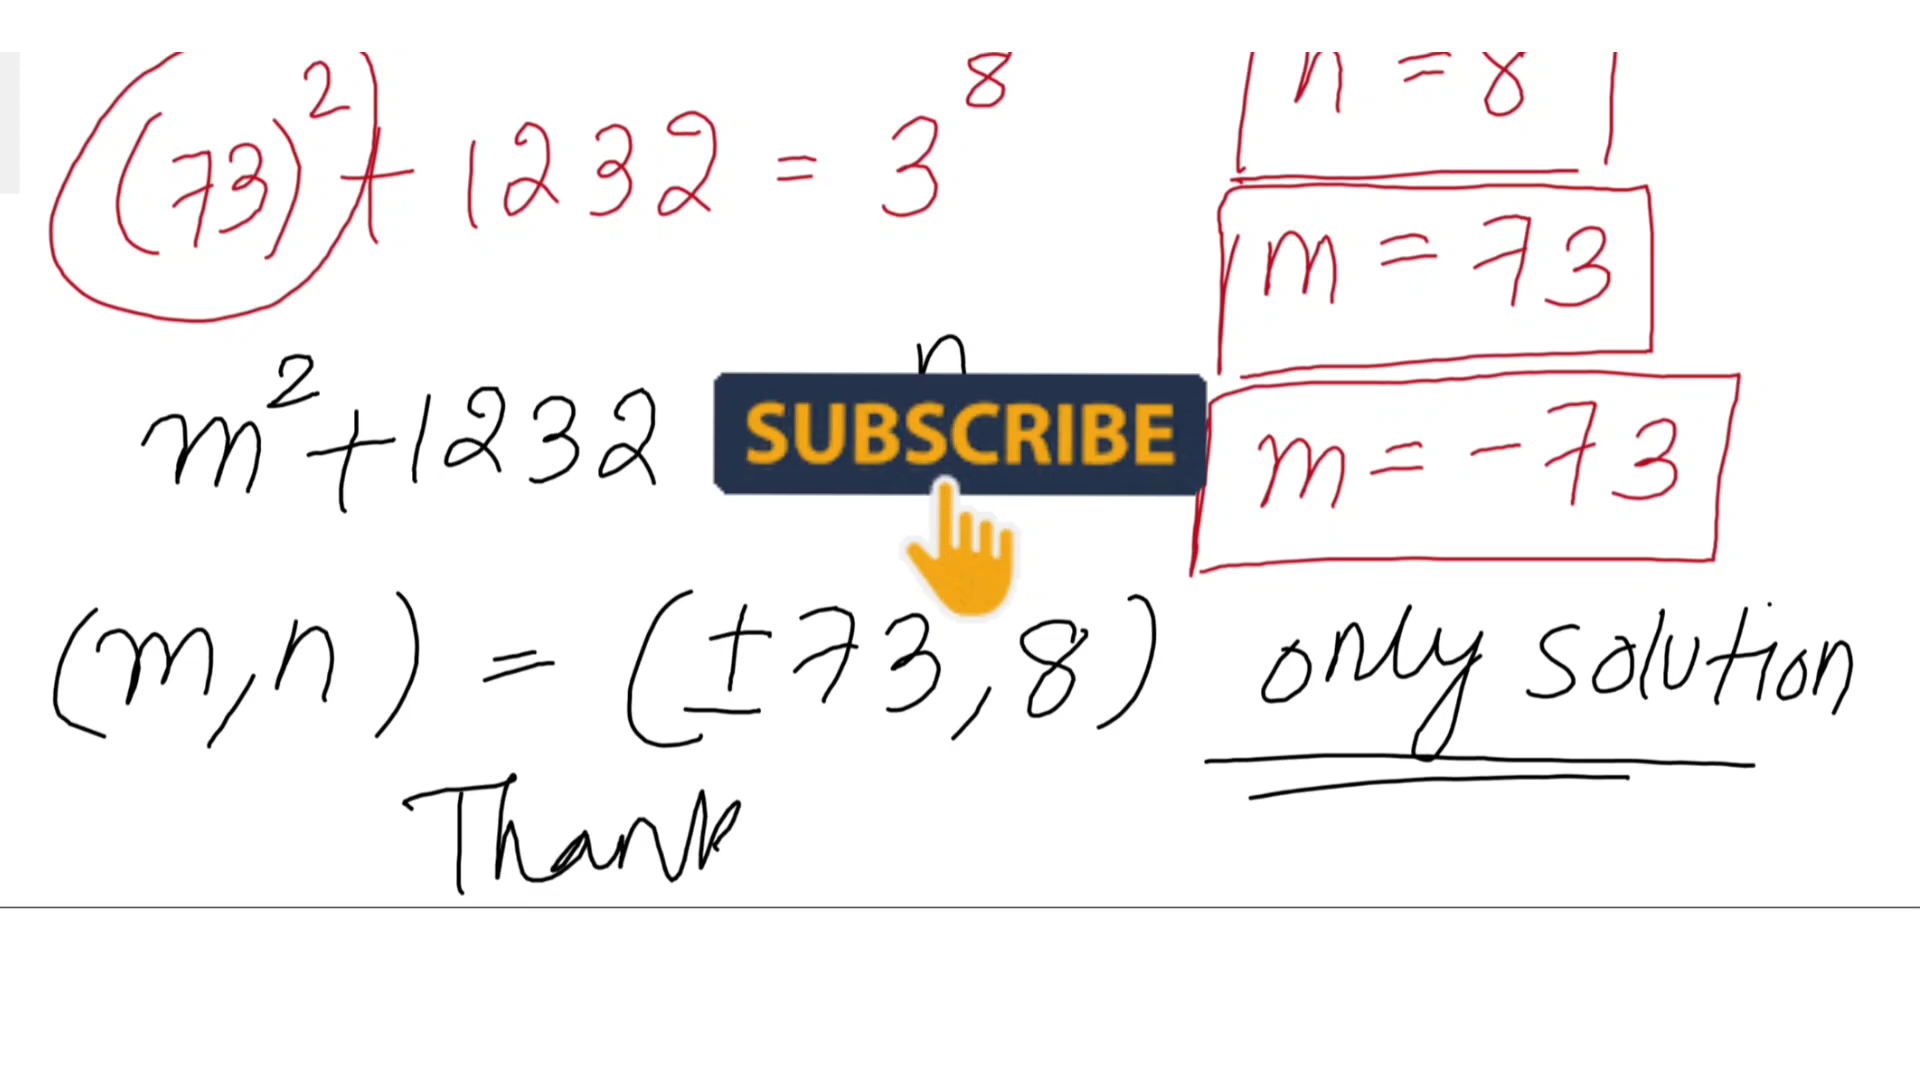 (73)² + 1232 = 3⁸
n = 8
m = 73
m² + 1232 n
SUBSCRIBE
m = -73
(m, n) = (±73, 8) only solution
Thank